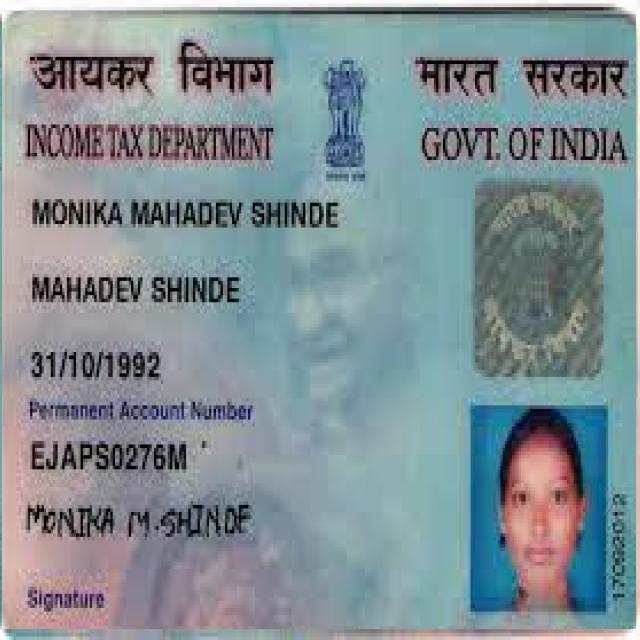 आयकर विभाग
INCOME TAX DEPARTMENT
भारत सरकार
GOVT. OF INDIA
MONIKA MAHADEV SHINDE
MAHADEV SHINDE
31/10/1992
Permanent Account Number
EJAPS0276M
MONIKA M.SHINDE
Signature
17092012